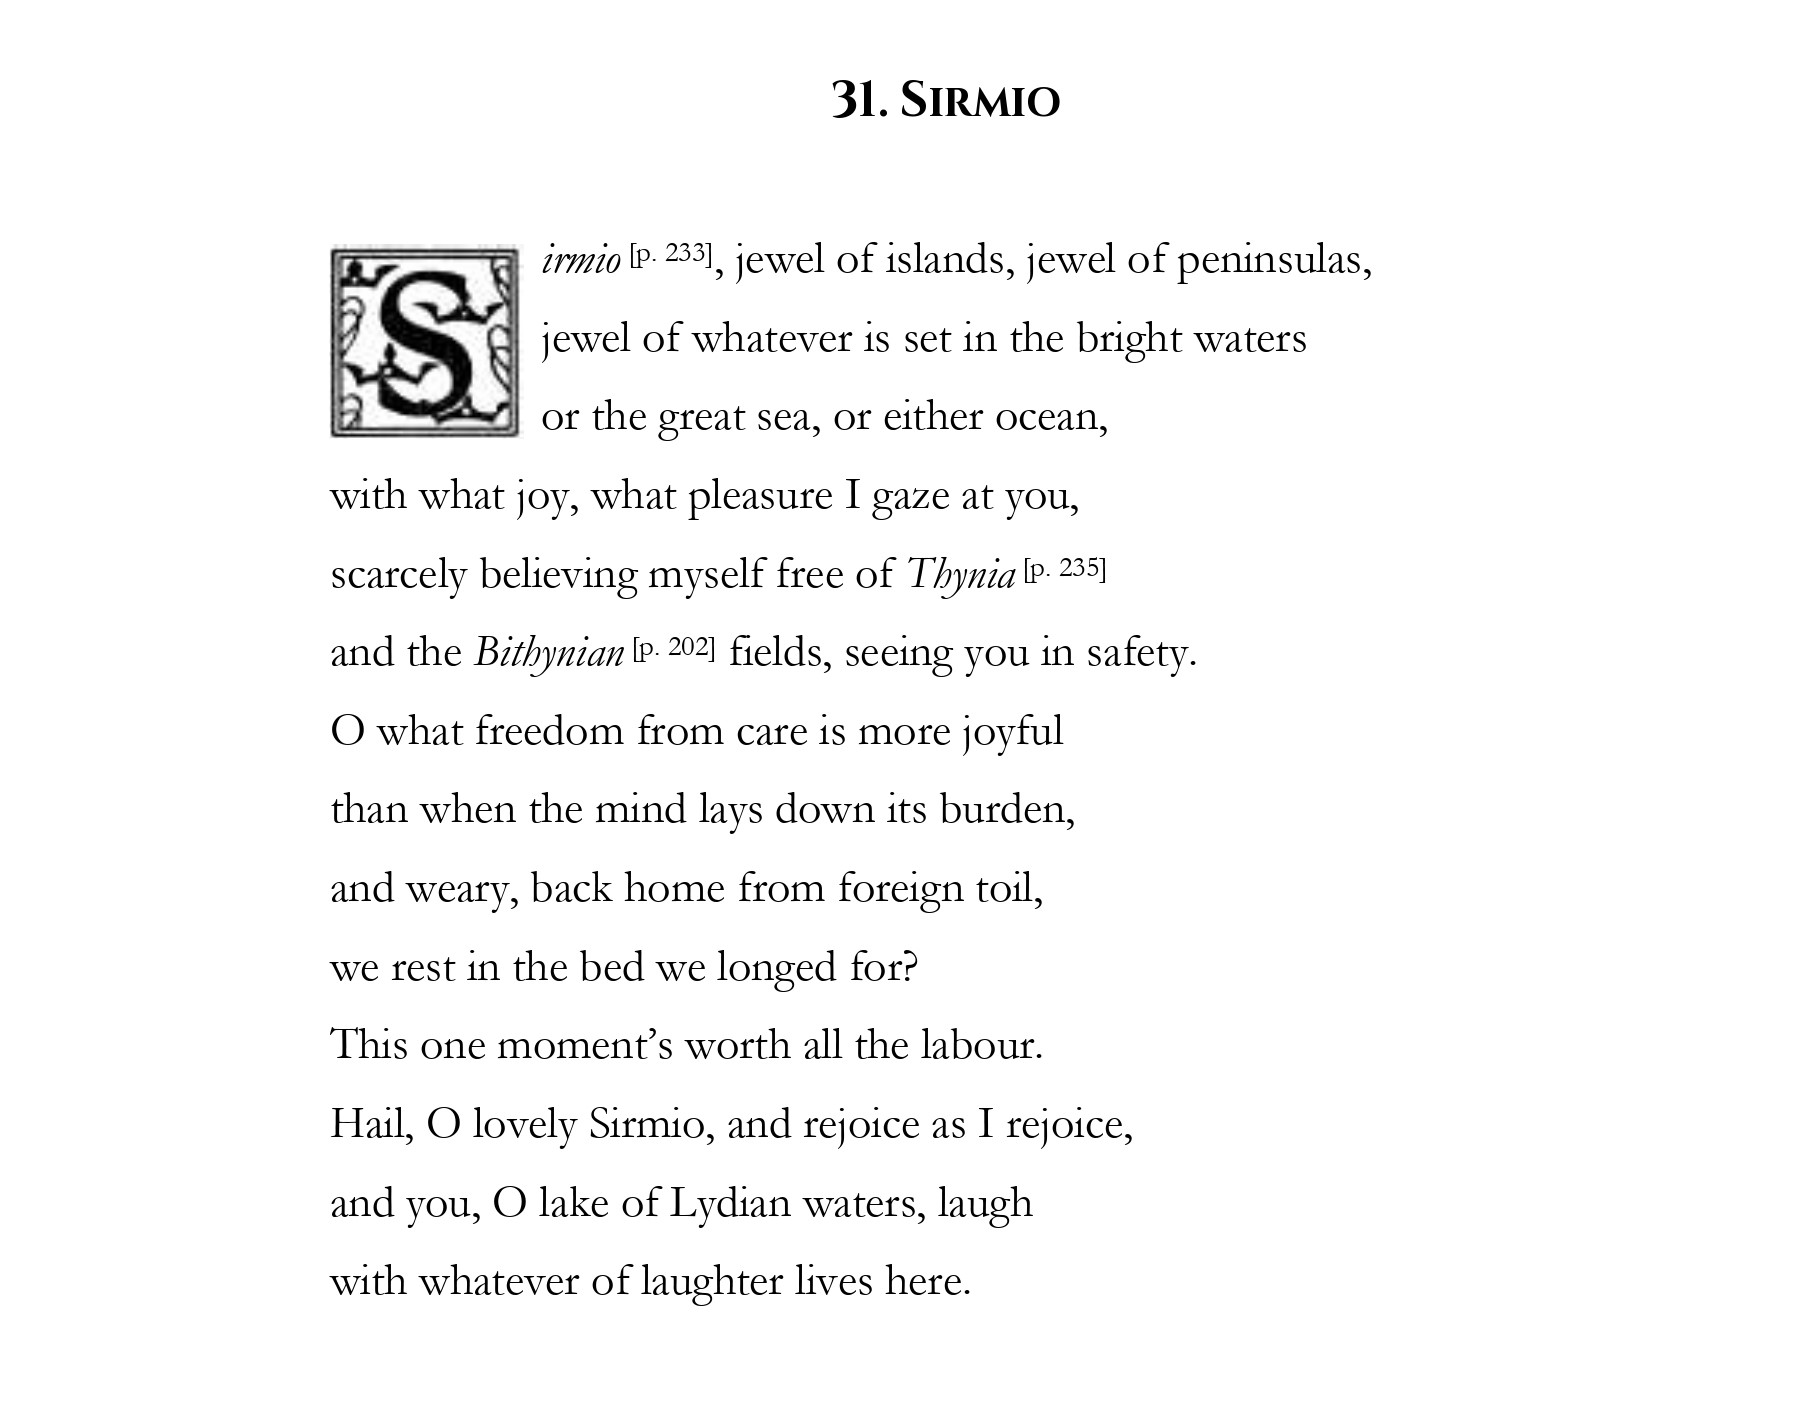 31. SIRMIO
Sirmio [p. 233], jewel of islands, jewel of peninsulas,
jewel of whatever is set in the bright waters
or the great sea, or either ocean,
with what joy, what pleasure I gaze at you,
scarcely believing myself free of Thynia [p. 235]
and the Bithynian [p. 202] fields, seeing you in safety.
O what freedom from care is more joyful
than when the mind lays down its burden,
and weary, back home from foreign toil,
we rest in the bed we longed for?
This one moment’s worth all the labour.
Hail, O lovely Sirmio, and rejoice as I rejoice,
and you, O lake of Lydian waters, laugh
with whatever of laughter lives here.